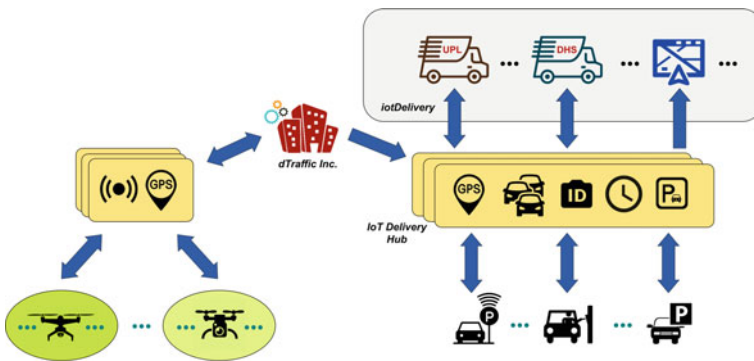 UPL
DHS
iotDelivery
dTraffic Inc.
GPS
GPS
ID
P
IoT Delivery
Hub
P
P